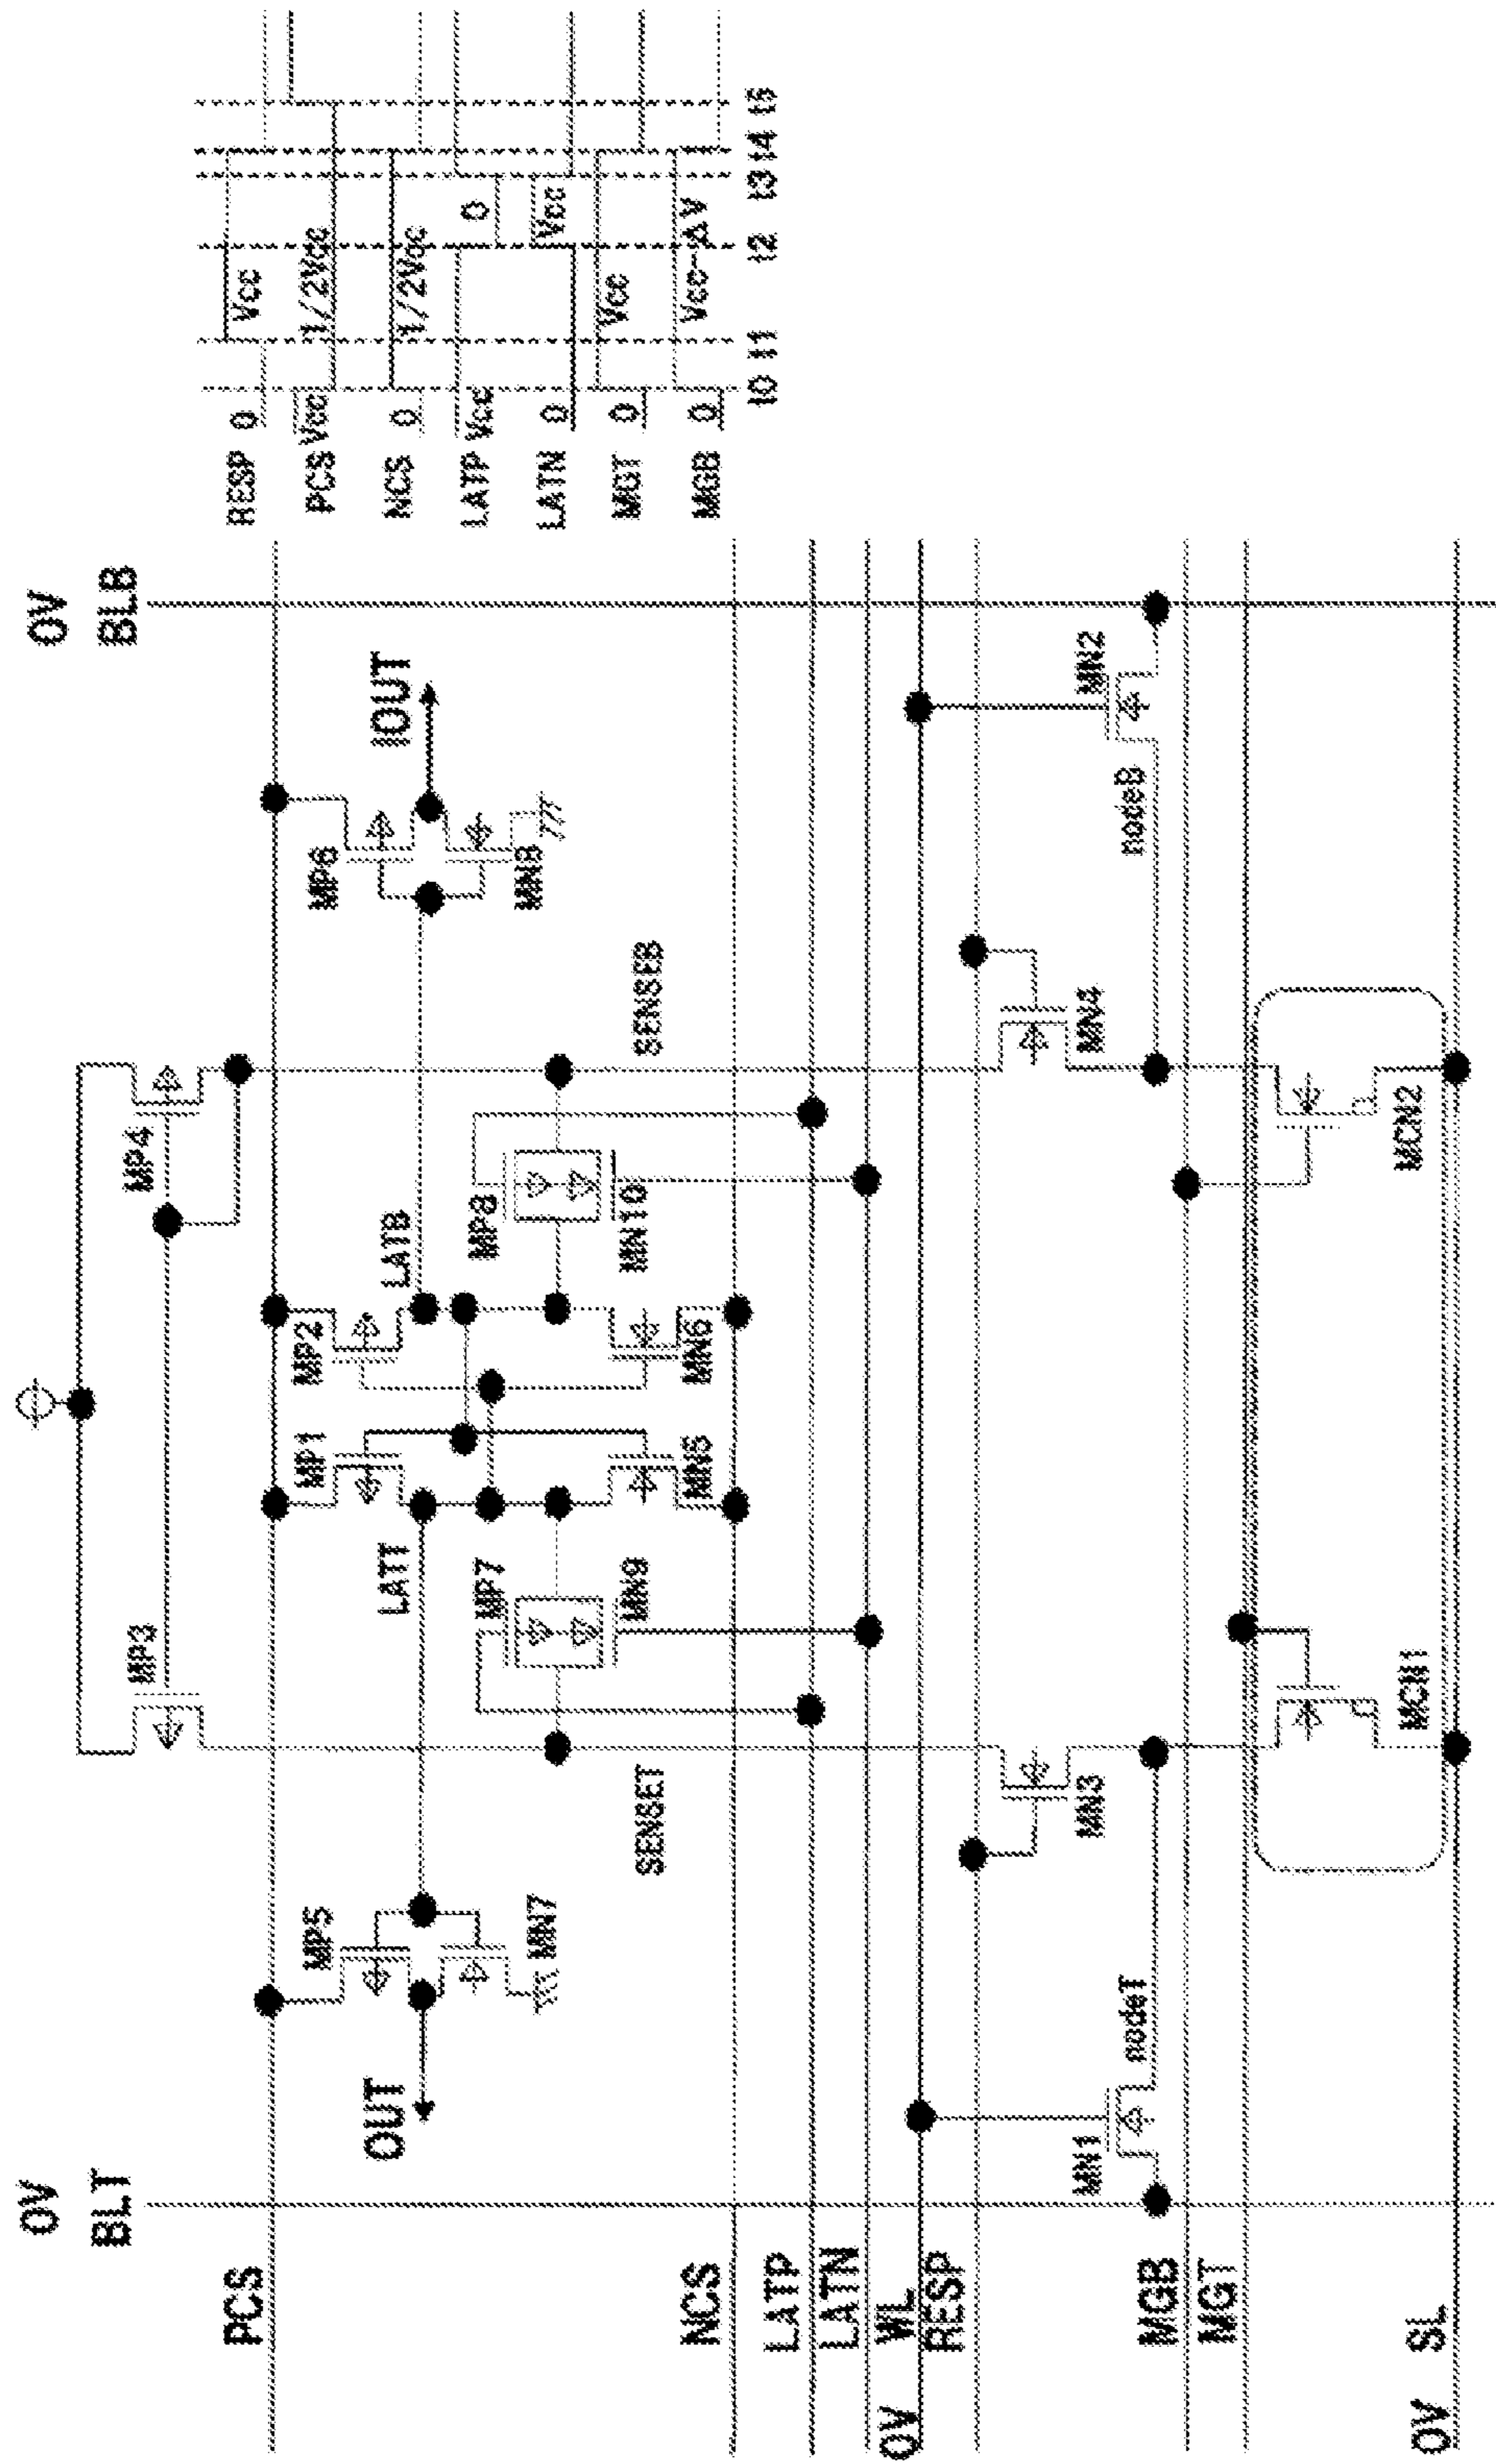 0V
BLT
0V
BLB
PCS
MP3
MP4
MP5
OUT
MN7
LATT
MP1
MP2
LATB
MP6
IOUT
MN8
MP7
MN9
MN5
MN6
MP8
MN10
SENSET
SENSEB
NCS
LATP
LATN
0V WL
RESP
MN3
MN4
MN1
nodeT
nodeB
MN2
MGB
MGT
MCN1
MCN2
0V SL
RESP 0 Vcc
PCS Vcc 1/2Vcc
NCS 0 1/2Vcc
LATP Vcc 0
LATN 0 Vcc
MGT 0 Vcc
MGB 0 Vcc-ΔV
t0 t1 t2 t3 t4 t5